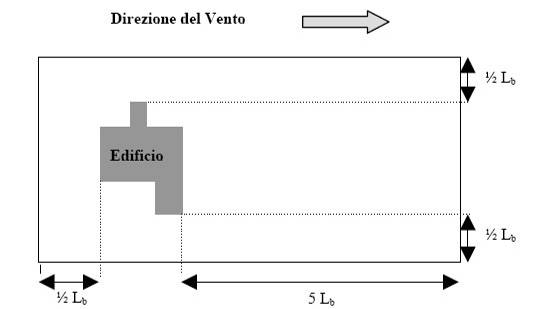 Direzione del Vento
½ Lb
Edificio
½ Lb
½ Lb
5 Lb